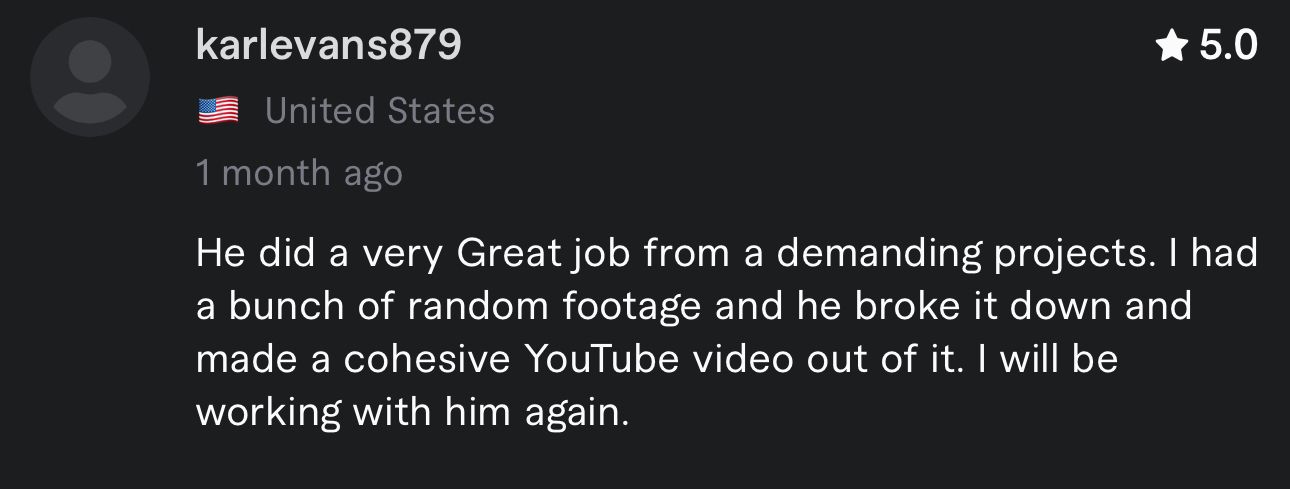 karlevans879
★ 5.0
🇺🇸 United States
1 month ago
He did a very Great job from a demanding projects. I had
a bunch of random footage and he broke it down and
made a cohesive YouTube video out of it. I will be
working with him again.